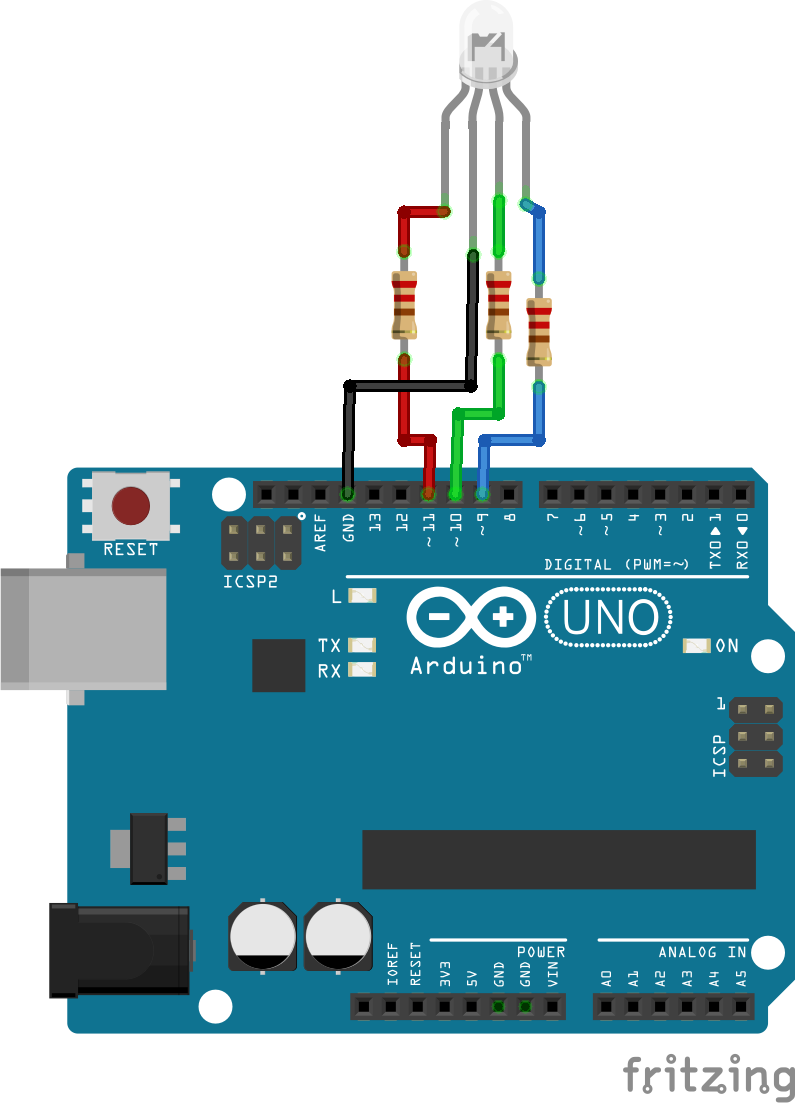 RESET
ICSP2
AREF
GND
13
12
~11
~10
~9
8
7
~6
~5
4
~3
2
TX0▶1
RX0◀0
DIGITAL (PWM=~)
L
TX
RX
UNO
Arduino™
ON
1
ICSP
IOREF
RESET
3V3
5V
GND
GND
VIN
POWER
ANALOG IN
A0
A1
A2
A3
A4
A5
fritzing